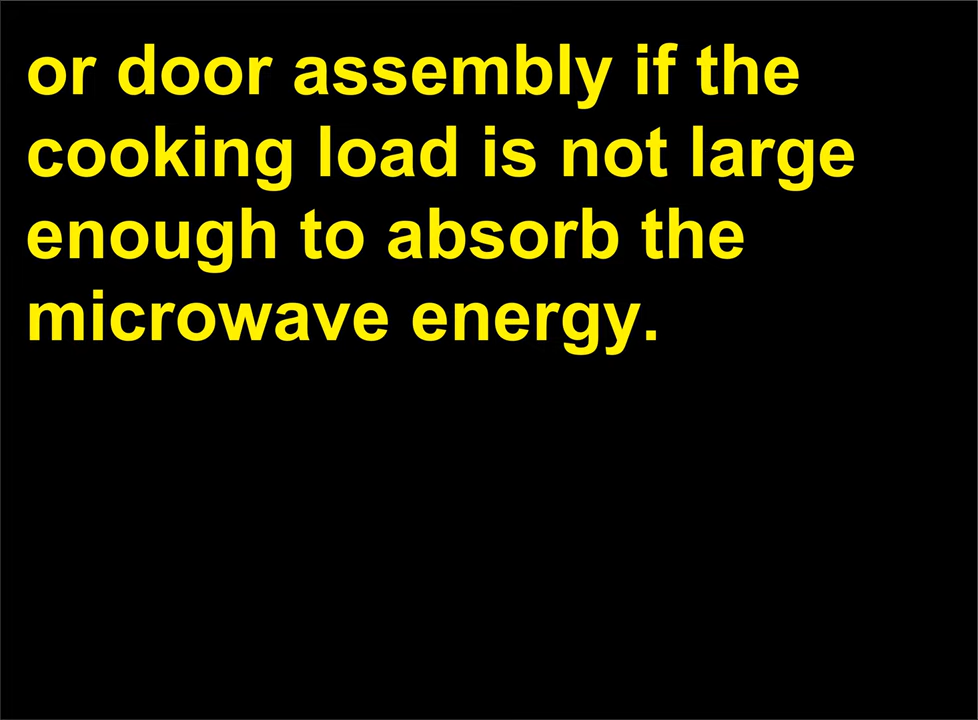 or door assembly if the
cooking load is not large
enough to absorb the
microwave energy.